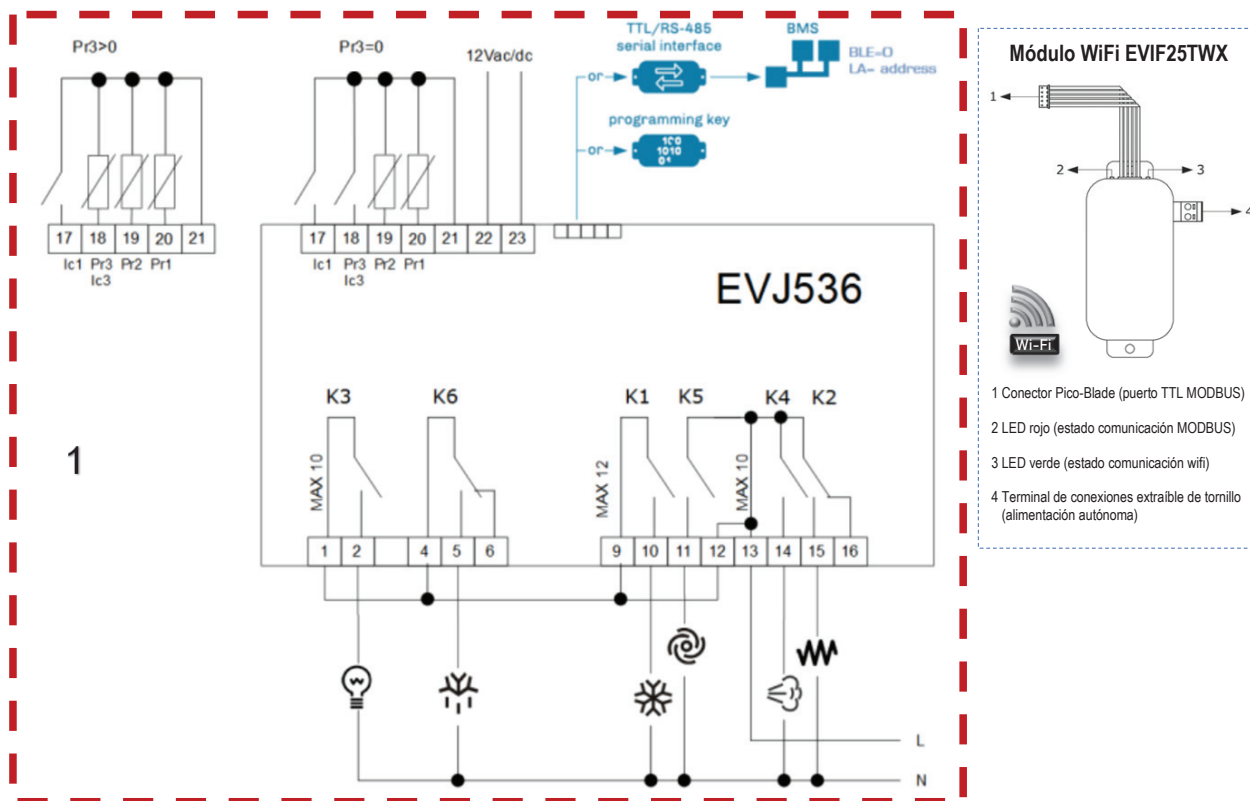 Pr3>0
17 18 19 20 21
Ic1 Pr3 Pr2 Pr1
Ic3
Pr3=0
12Vac/dc
17 18 19 20 21 22 23
Ic1 Pr3 Pr2 Pr1
Ic3
TTL/RS-485
serial interface
or
BMS
BLE=0
LA= address
programming key
or
100
1010
01
EVJ536
K3 K6 K1 K5 K4 K2
MAX 10
MAX 12
MAX 10
1
1 2 4 5 6 9 10 11 12 13 14 15 16
L
N
Módulo WiFi EVIF25TWX
1
2
3
4
Wi-Fi
1 Conector Pico-Blade (puerto TTL MODBUS)
2 LED rojo (estado comunicación MODBUS)
3 LED verde (estado comunicación wifi)
4 Terminal de conexiones extraíble de tornillo
(alimentación autónoma)